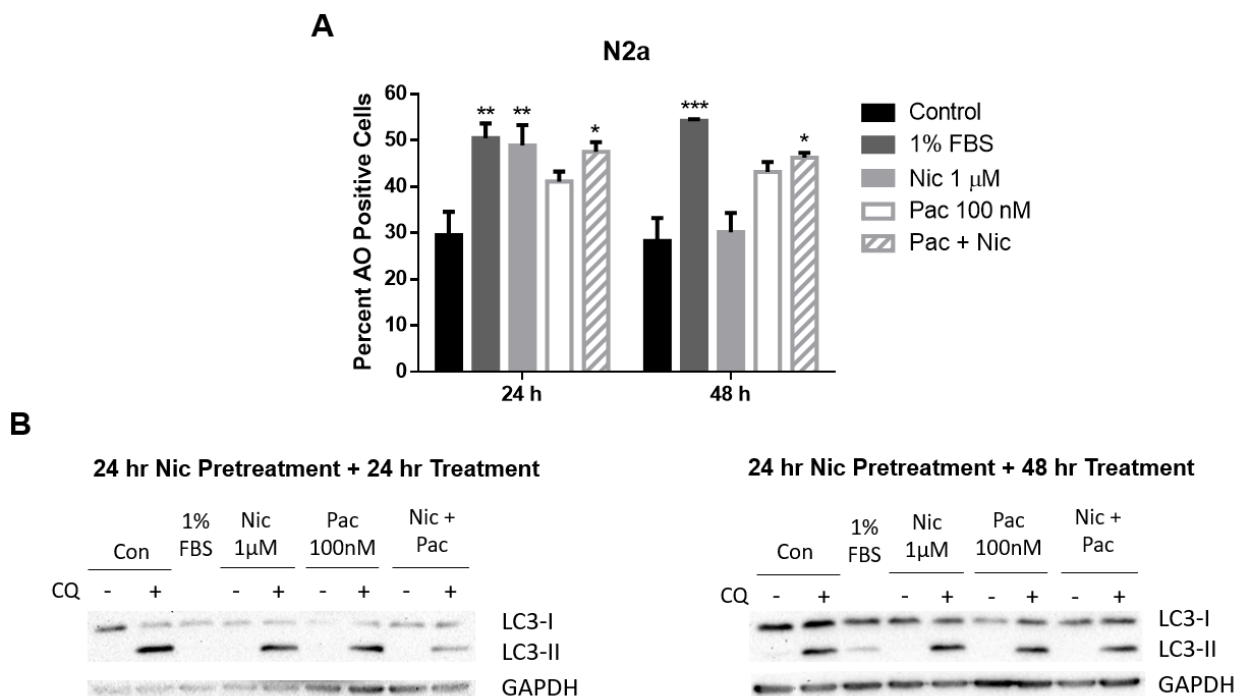 A
N2a
Percent AO Positive Cells
60
50
40
30
20
10
0
** ** *
*** *
24 h 48 h
Control
1% FBS
Nic 1 μM
Pac 100 nM
Pac + Nic
B
24 hr Nic Pretreatment + 24 hr Treatment
Con 1% FBS Nic 1μM Pac 100nM Nic + Pac
CQ - + - + - + - +
LC3-I
LC3-II
GAPDH
24 hr Nic Pretreatment + 48 hr Treatment
Con 1% FBS Nic 1μM Pac 100nM Nic + Pac
CQ - + - + - + - +
LC3-I
LC3-II
GAPDH